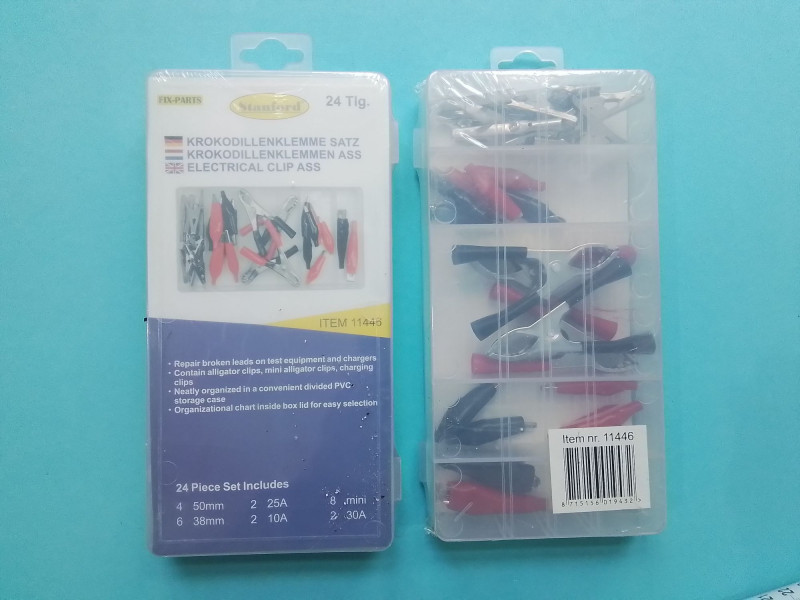 FIX-PARTS
Stanford
24 Tlg.
KROKODILLENKLEMME SATZ
KROKODILLENKLEMMEN ASS
ELECTRICAL CLIP ASS
ITEM 11446
• Repair broken leads on test equipment and chargers
• Contain alligator clips, mini alligator clips, charging
clips
• Neatly organized in a convenient divided PVC
storage case
• Organizational chart inside box lid for easy selection
24 Piece Set Includes
4 50mm 2 25A 8 mini
6 38mm 2 10A 2 30A
Item nr. 11446
8 715156 019432